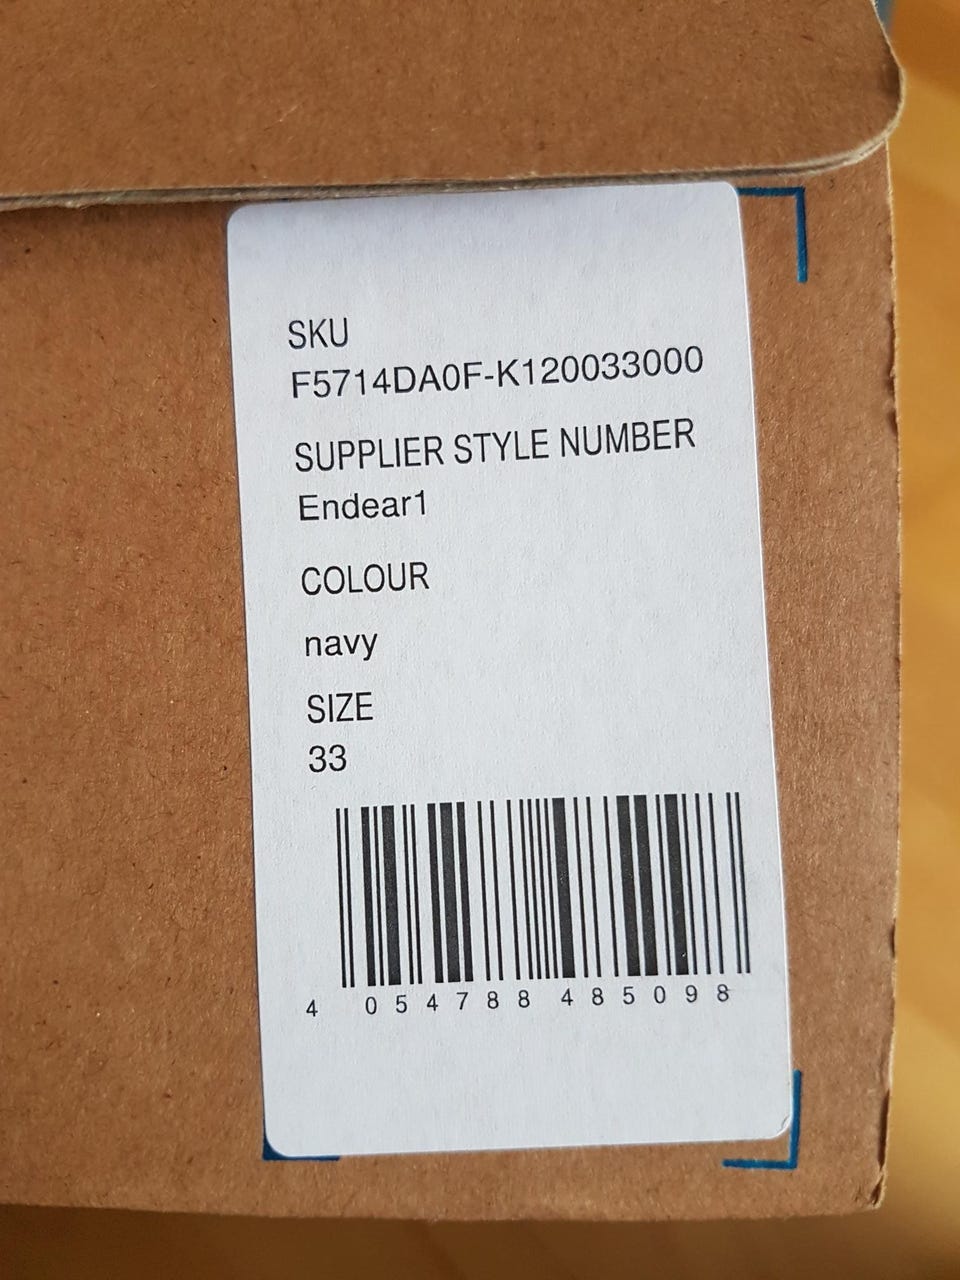 SKU
F5714DA0F-K120033000
SUPPLIER STYLE NUMBER
Endear1
COLOUR
navy
SIZE
33
4 054788 485098